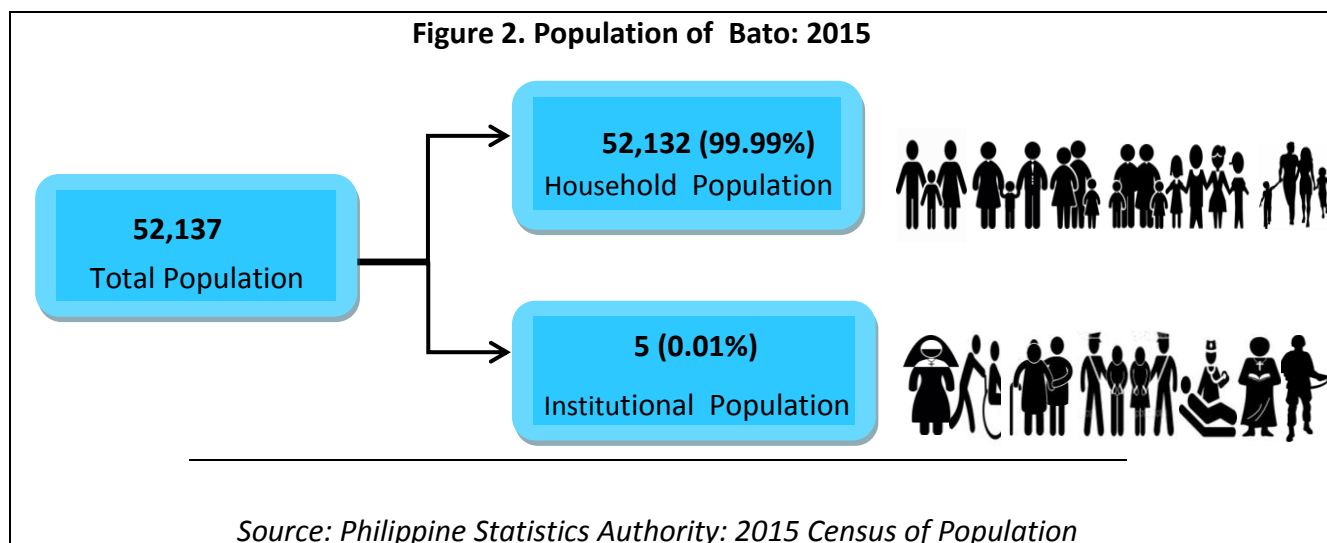 Figure 2. Population of Bato: 2015
52,137
Total Population
52,132 (99.99%)
Household Population
5 (0.01%)
Institutional Population
Source: Philippine Statistics Authority: 2015 Census of Population